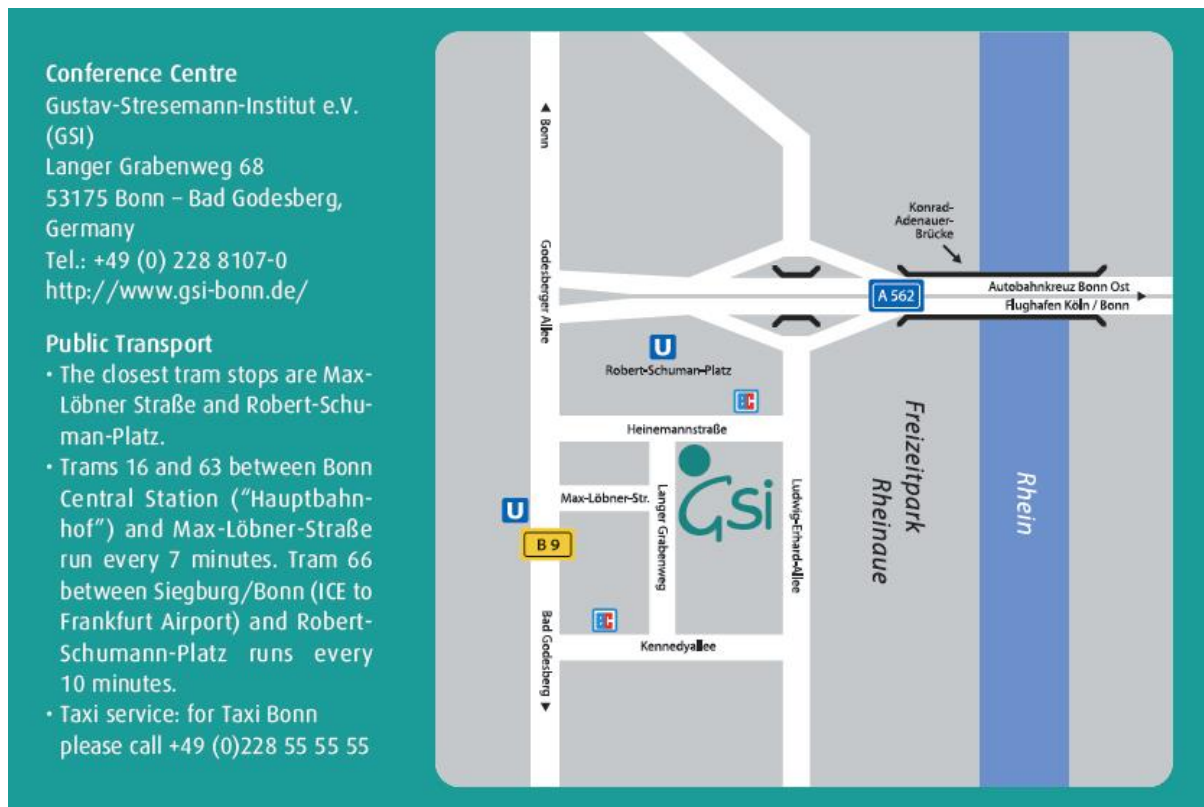 Conference Centre
Gustav-Stresemann-Institut e.V.
(GSI)
Langer Grabenweg 68
53175 Bonn – Bad Godesberg,
Germany
Tel.: +49 (0) 228 8107-0
http://www.gsi-bonn.de/
Public Transport
• The closest tram stops are Max-
Löbner Straße and Robert-Schu-
man-Platz.
• Trams 16 and 63 between Bonn
Central Station (“Hauptbahn-
hof”) and Max-Löbner-Straße
run every 7 minutes. Tram 66
between Siegburg/Bonn (ICE to
Frankfurt Airport) and Robert-
Schumann-Platz runs every
10 minutes.
• Taxi service: for Taxi Bonn
please call +49 (0)228 55 55 55
Bonn
Godesberger Allee
Konrad-
Adenauer-
Brücke
A 562
Autobahnkreuz Bonn Ost
Flughafen Köln / Bonn
U
Robert-Schuman-Platz
EC
Heinemannstraße
Max-Löbner-Str.
Langer Grabenweg
Gsi
Ludwig-Erhard-Allee
Freizeitpark
Rheinaue
Rhein
U
B 9
Bad Godesberg
EC
Kennedyallee